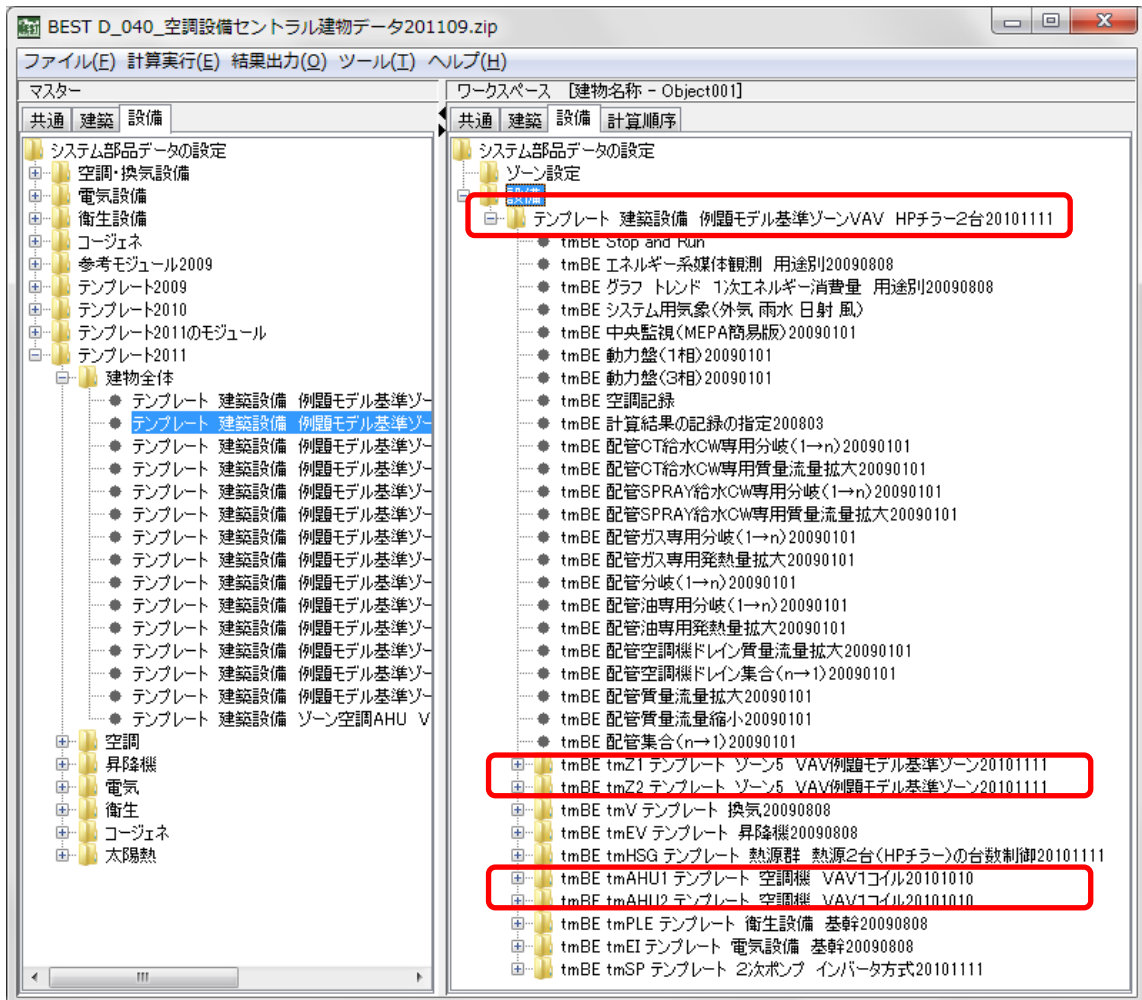 BEST D_040_空調設備セントラル建物データ201109.zip
ファイル(F) 計算実行(E) 結果出力(O) ツール(T) ヘルプ(H)
マスター
共通 建築 設備
システム部品データの設定
空調・換気設備
電気設備
衛生設備
コージェネ
参考モジュール2009
テンプレート2009
テンプレート2010
テンプレート2011のモジュール
テンプレート2011
建物全体
テンプレート 建築設備 例題モデル基準ゾー
テンプレート 建築設備 例題モデル基準ゾー
テンプレート 建築設備 例題モデル基準ゾー
テンプレート 建築設備 例題モデル基準ゾー
テンプレート 建築設備 例題モデル基準ゾー
テンプレート 建築設備 例題モデル基準ゾー
テンプレート 建築設備 例題モデル基準ゾー
テンプレート 建築設備 例題モデル基準ゾー
テンプレート 建築設備 例題モデル基準ゾー
テンプレート 建築設備 例題モデル基準ゾー
テンプレート 建築設備 例題モデル基準ゾー
テンプレート 建築設備 例題モデル基準ゾー
テンプレート 建築設備 例題モデル基準ゾー
テンプレート 建築設備 例題モデル基準ゾー
テンプレート 建築設備 ゾーン空調AHU V
空調
昇降機
電気
衛生
コージェネ
太陽熱
ワークスペース [建物名称 - Object001]
共通 建築 設備 計算順序
システム部品データの設定
ゾーン設定
設備
テンプレート 建築設備 例題モデル基準ゾーンVAV HPチラー2台20101111
tmBE Stop and Run
tmBE エネルギー系媒体観測 用途別20090808
tmBE グラフ トレンド 1次エネルギー消費量 用途別20090808
tmBE システム用気象(外気 雨水 日射 風)
tmBE 中央監視(MEPA簡易版)20090101
tmBE 動力盤(1相)20090101
tmBE 動力盤(3相)20090101
tmBE 空調記録
tmBE 計算結果の記録の指定200803
tmBE 配管CT給水CW専用分岐(1→n)20090101
tmBE 配管CT給水CW専用質量流量拡大20090101
tmBE 配管SPRAY給水CW専用分岐(1→n)20090101
tmBE 配管SPRAY給水CW専用質量流量拡大20090101
tmBE 配管ガス専用分岐(1→n)20090101
tmBE 配管ガス専用発熱量拡大20090101
tmBE 配管分岐(1→n)20090101
tmBE 配管油専用分岐(1→n)20090101
tmBE 配管油専用発熱量拡大20090101
tmBE 配管空調機ドレイン質量流量拡大20090101
tmBE 配管空調機ドレイン集合(n→1)20090101
tmBE 配管質量流量拡大20090101
tmBE 配管質量流量縮小20090101
tmBE 配管集合(n→1)20090101
tmBE tmZ1 テンプレート ゾーン5 VAV例題モデル基準ゾーン20101111
tmBE tmZ2 テンプレート ゾーン5 VAV例題モデル基準ゾーン20101111
tmBE tmV テンプレート 換気20090808
tmBE tmEV テンプレート 昇降機20090808
tmBE tmHSG テンプレート 熱源群 熱源2台(HPチラー)の台数制御20101111
tmBE tmAHU1 テンプレート 空調機 VAV1コイル20101010
tmBE tmAHU2 テンプレート 空調機 VAV1コイル20101010
tmBE tmPLE テンプレート 衛生設備 基幹20090808
tmBE tmEI テンプレート 電気設備 基幹20090808
tmBE tmSP テンプレート 2次ポンプ インバータ方式20101111